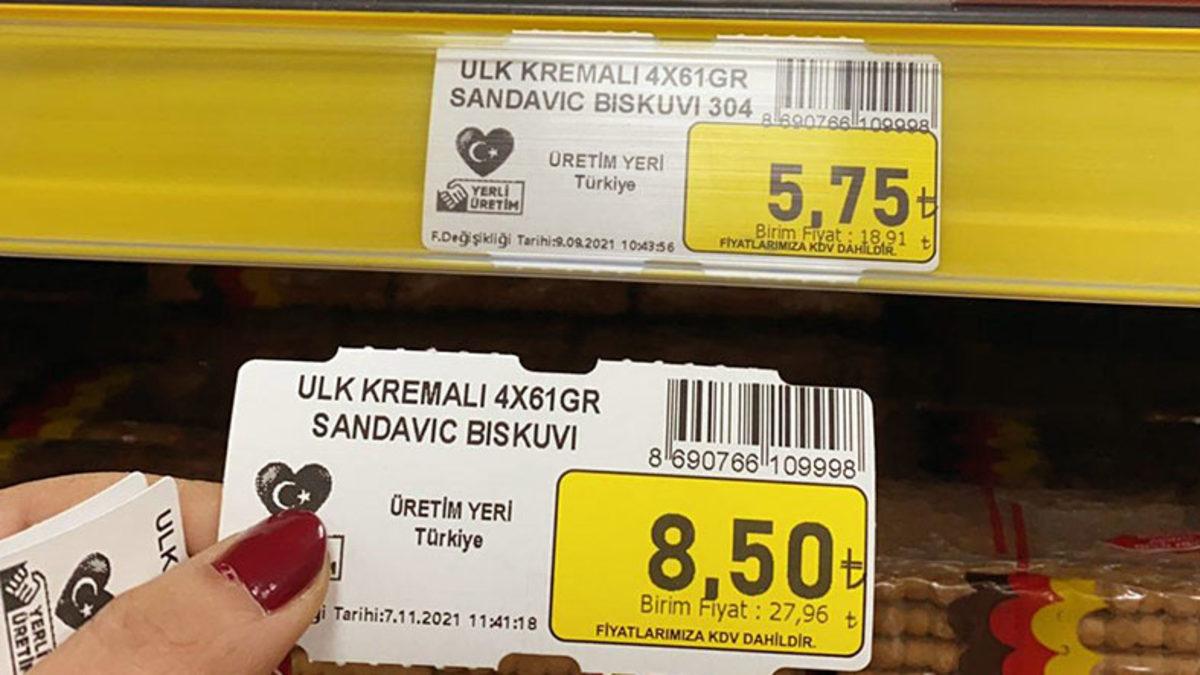 ULK KREMALI 4X61GR
SANDAVIC BISKUVI 304
8 690766 109998
ÜRETİM YERİ
Türkiye
YERLİ
ÜRETİM
5,75 ₺
Birim Fiyat : 18,91 ₺
FİYATLARIMIZA KDV DAHİLDİR.
F.Değişikliği Tarihi:9.09.2021 10:43:56
ULK KREMALI 4X61GR
SANDAVIC BISKUVI
8 690766 109998
ÜRETİM YERİ
Türkiye
8,50 ₺
Birim Fiyat : 27,96 ₺
FİYATLARIMIZA KDV DAHİLDİR.
Tarihi:7.11.2021 11:41:18
ULK
YERLİ